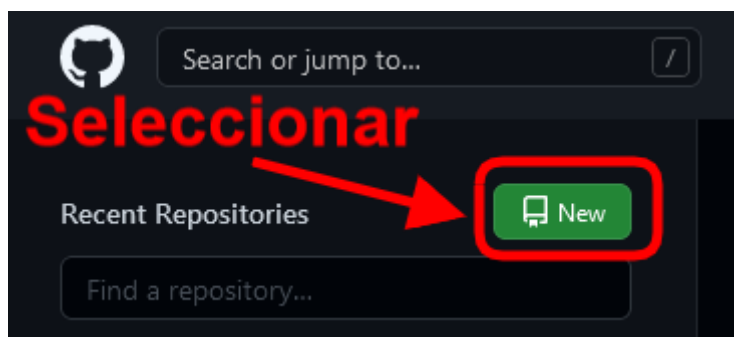 Search or jump to... /
Seleccionar
Recent Repositories New
Find a repository...